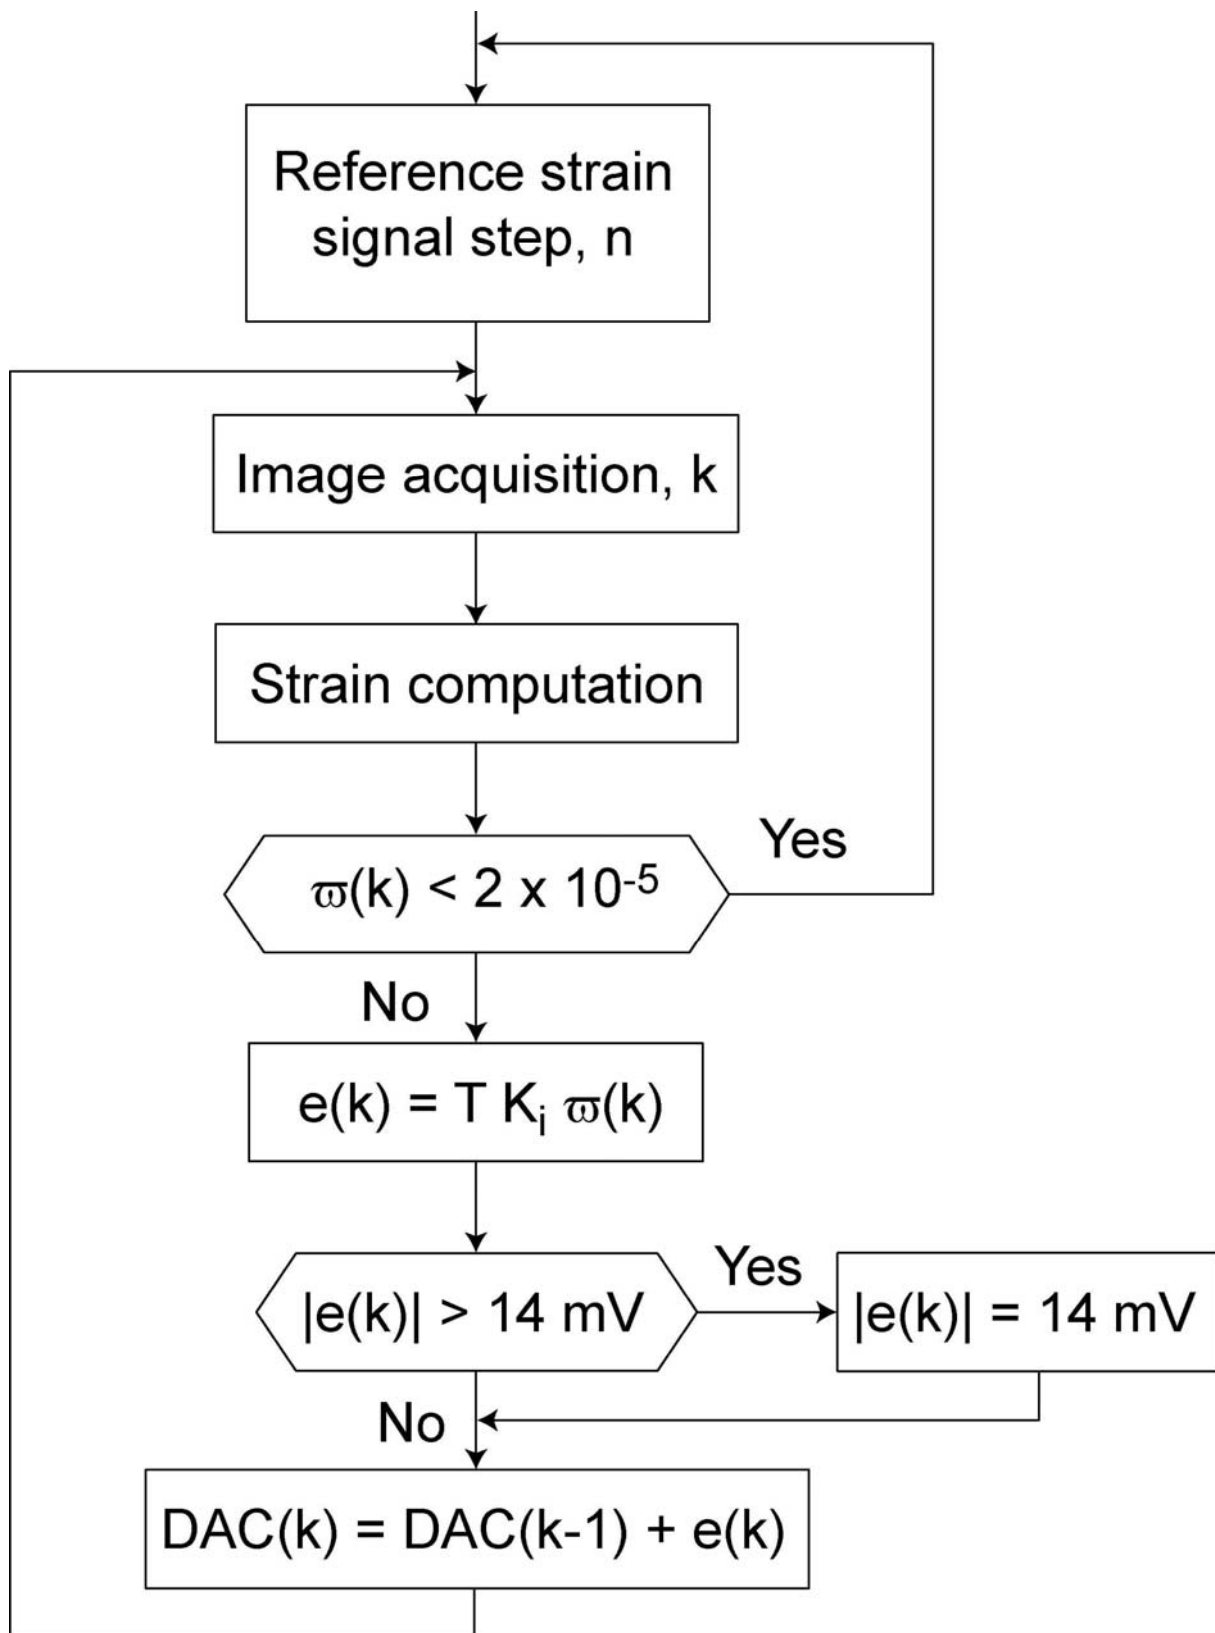 Reference strain
signal step, n
Image acquisition, k
Strain computation
Yes
ϖ(k) < 2 x 10⁻⁵
No
e(k) = T Kᵢ ϖ(k)
Yes
|e(k)| > 14 mV
|e(k)| = 14 mV
No
DAC(k) = DAC(k-1) + e(k)